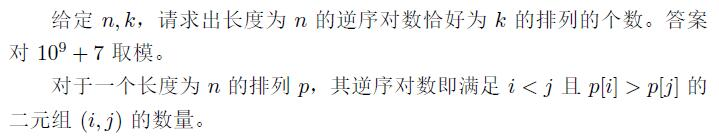 给定 n, k，请求出长度为 n 的逆序对数恰好为 k 的排列的个数。答案
对 10⁹ + 7 取模。
对于一个长度为 n 的排列 p，其逆序对数即满足 i < j 且 p[i] > p[j] 的
二元组 (i, j) 的数量。